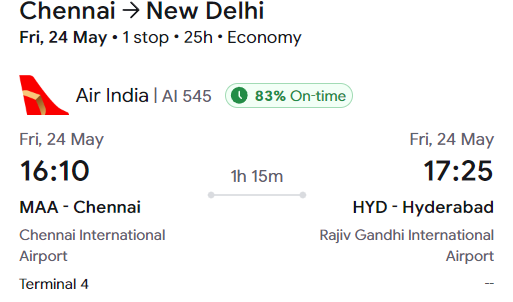 Chennai → New Delhi
Fri, 24 May • 1 stop • 25h • Economy
Air India | AI 545 83% On-time
Fri, 24 May Fri, 24 May
16:10 1h 15m 17:25
MAA - Chennai HYD - Hyderabad
Chennai International Rajiv Gandhi International
Airport Airport
Terminal 4 --